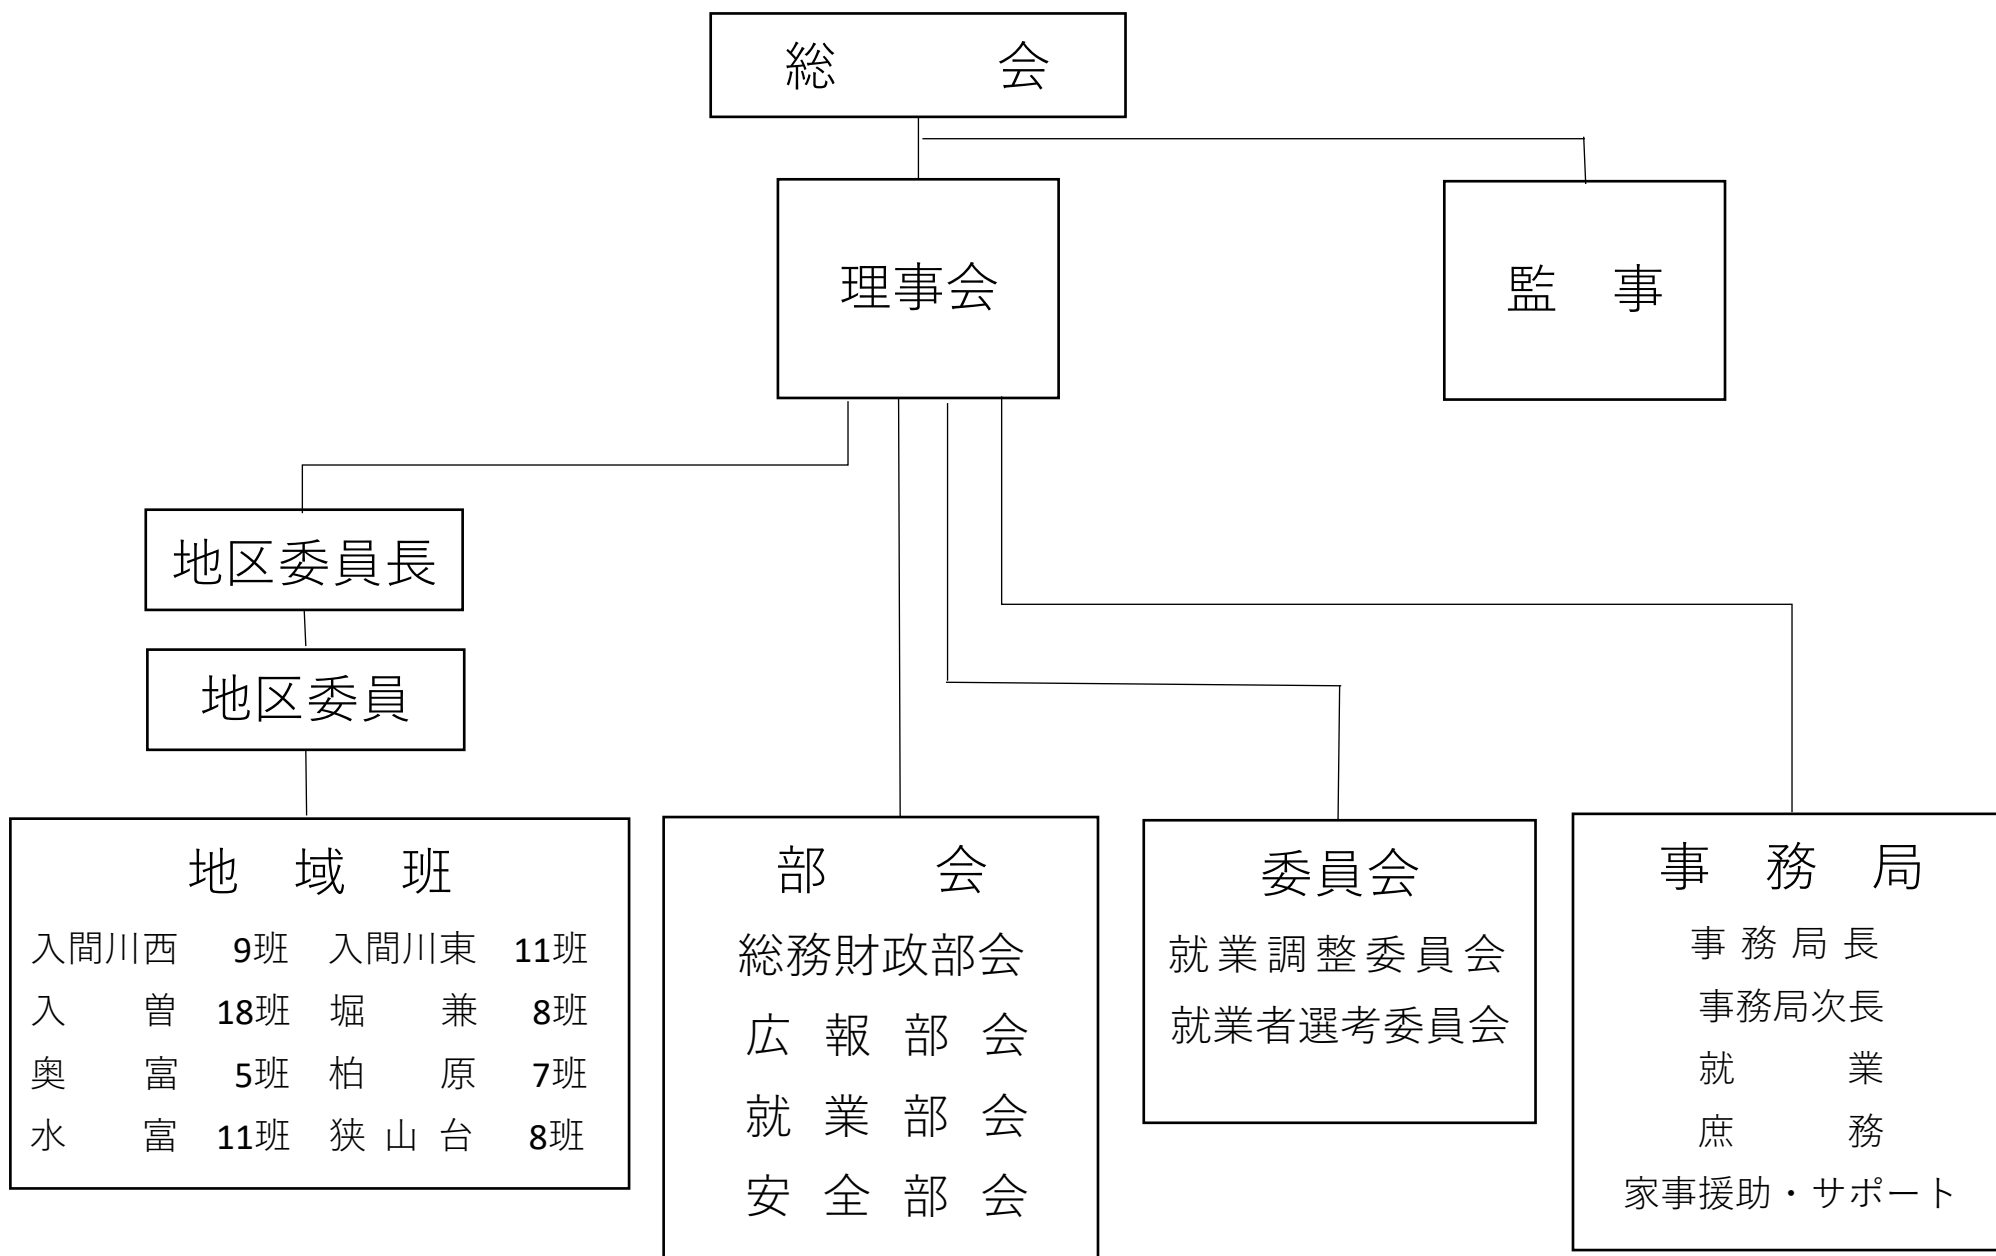 総　会
理事会
監　事
地区委員長
地区委員
地　域　班
入間川西　9班　入間川東　11班
入　曽　18班　堀　兼　8班
奥　富　5班　柏　原　7班
水　富　11班　狭 山 台　8班
部　会
総務財政部会
広 報 部 会
就 業 部 会
安 全 部 会
委員会
就業調整委員会
就業者選考委員会
事　務　局
事 務 局 長
事務局次長
就　業
庶　務
家事援助・サポート